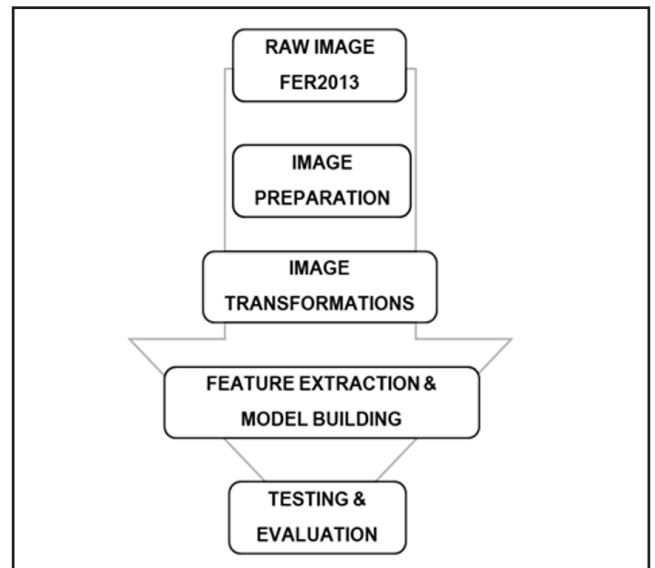 RAW IMAGE
FER2013
IMAGE
PREPARATION
IMAGE
TRANSFORMATIONS
FEATURE EXTRACTION &
MODEL BUILDING
TESTING &
EVALUATION